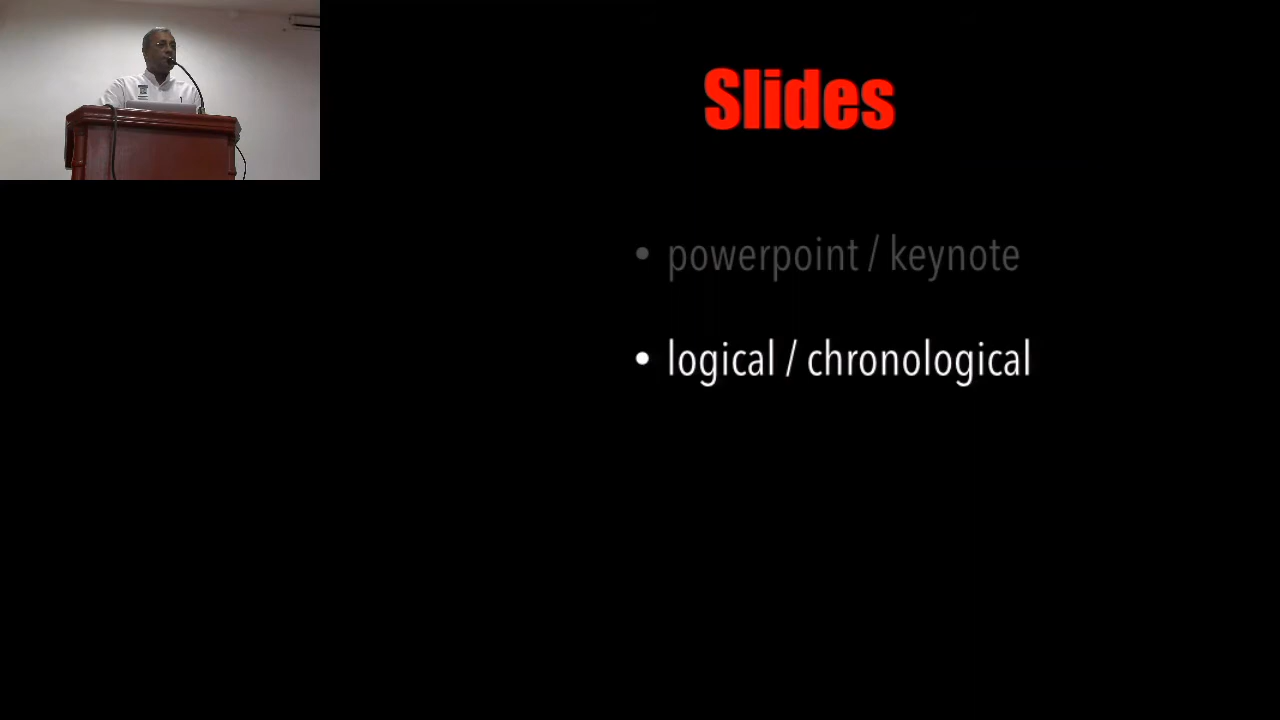 Slides
• powerpoint / keynote
• logical / chronological